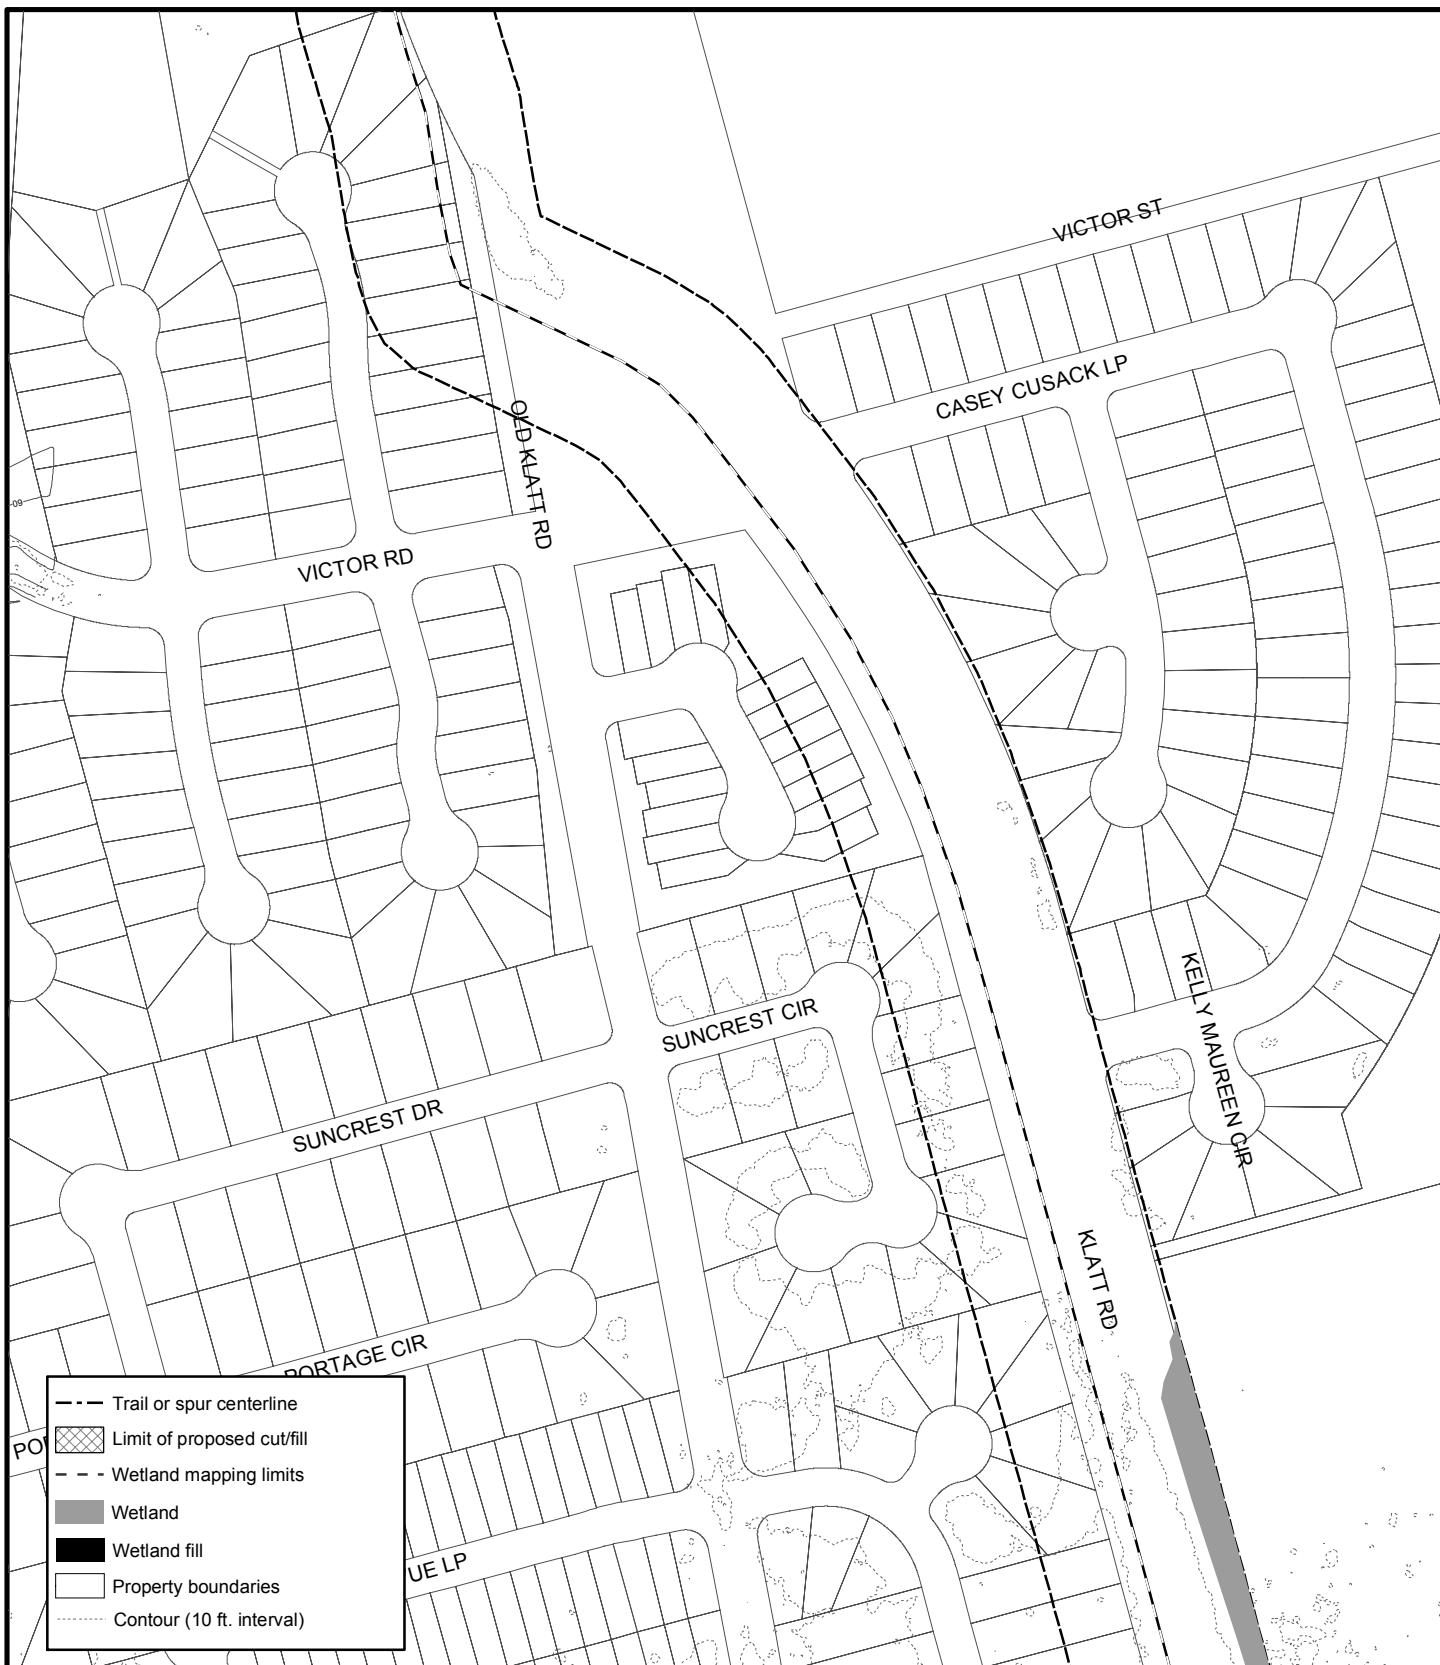 VICTOR ST
CASEY CUSACK LP
OLD KLATT RD
-09
VICTOR RD
KELLY MAUREEN CIR
SUNCREST CIR
SUNCREST DR
KLATT RD
PORTAGE CIR
PO
UE LP
Trail or spur centerline
Limit of proposed cut/fill
Wetland mapping limits
Wetland
Wetland fill
Property boundaries
Contour (10 ft. interval)